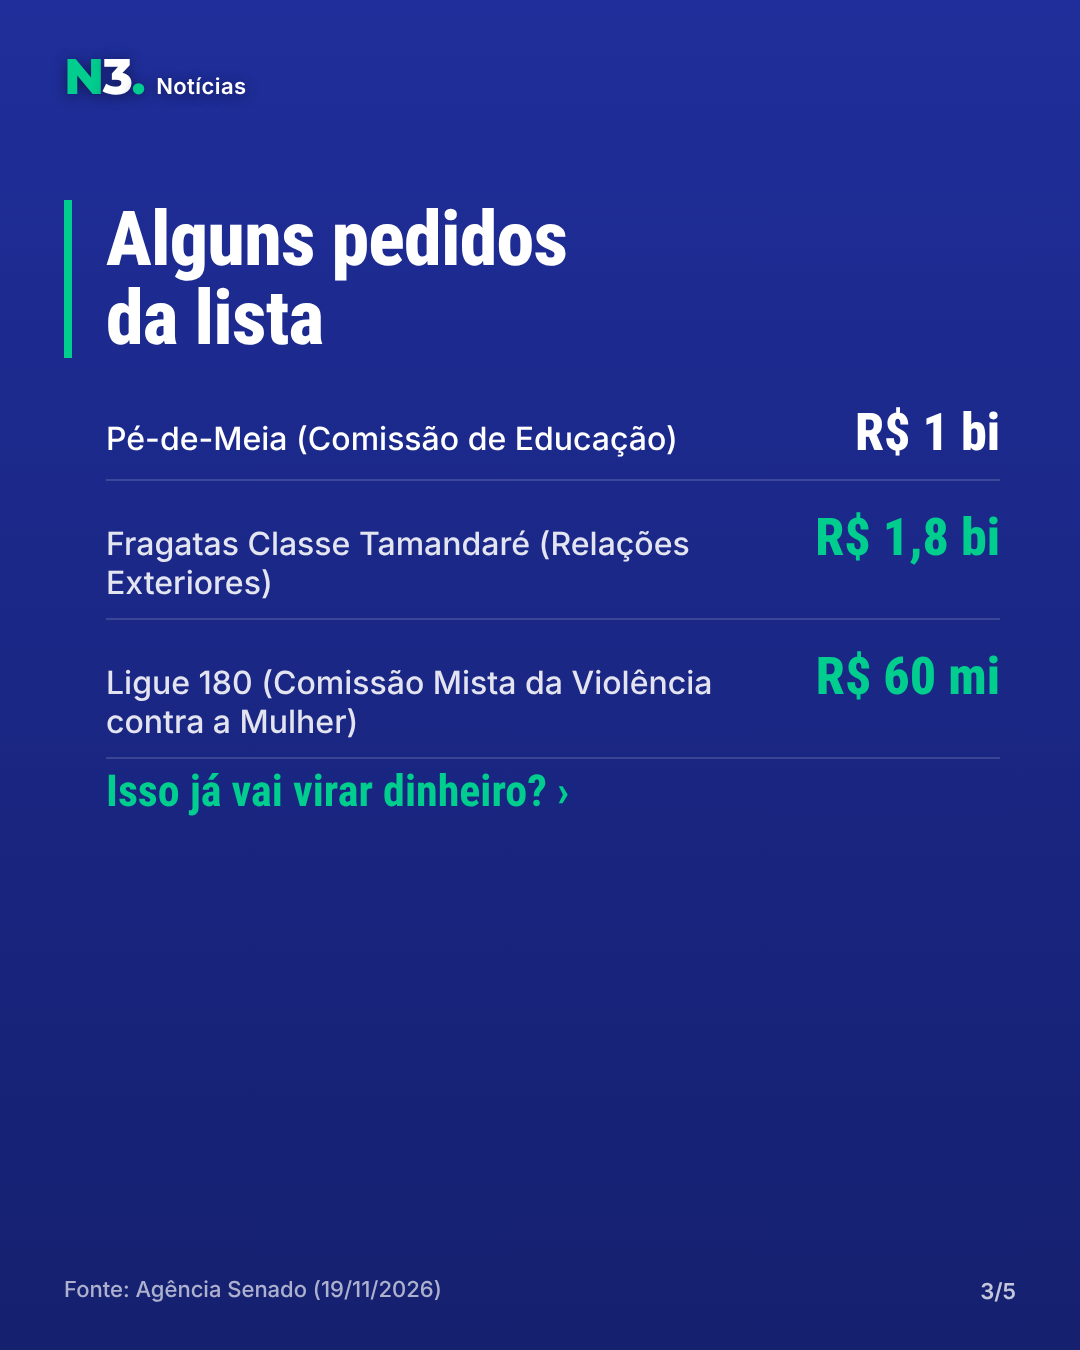 N3. Notícias
Alguns pedidos
da lista
Pé-de-Meia (Comissão de Educação) R$ 1 bi
Fragatas Classe Tamandaré (Relações R$ 1,8 bi
Exteriores)
Ligue 180 (Comissão Mista da Violência R$ 60 mi
contra a Mulher)
Isso já vai virar dinheiro? ›
Fonte: Agência Senado (19/11/2026) 3/5